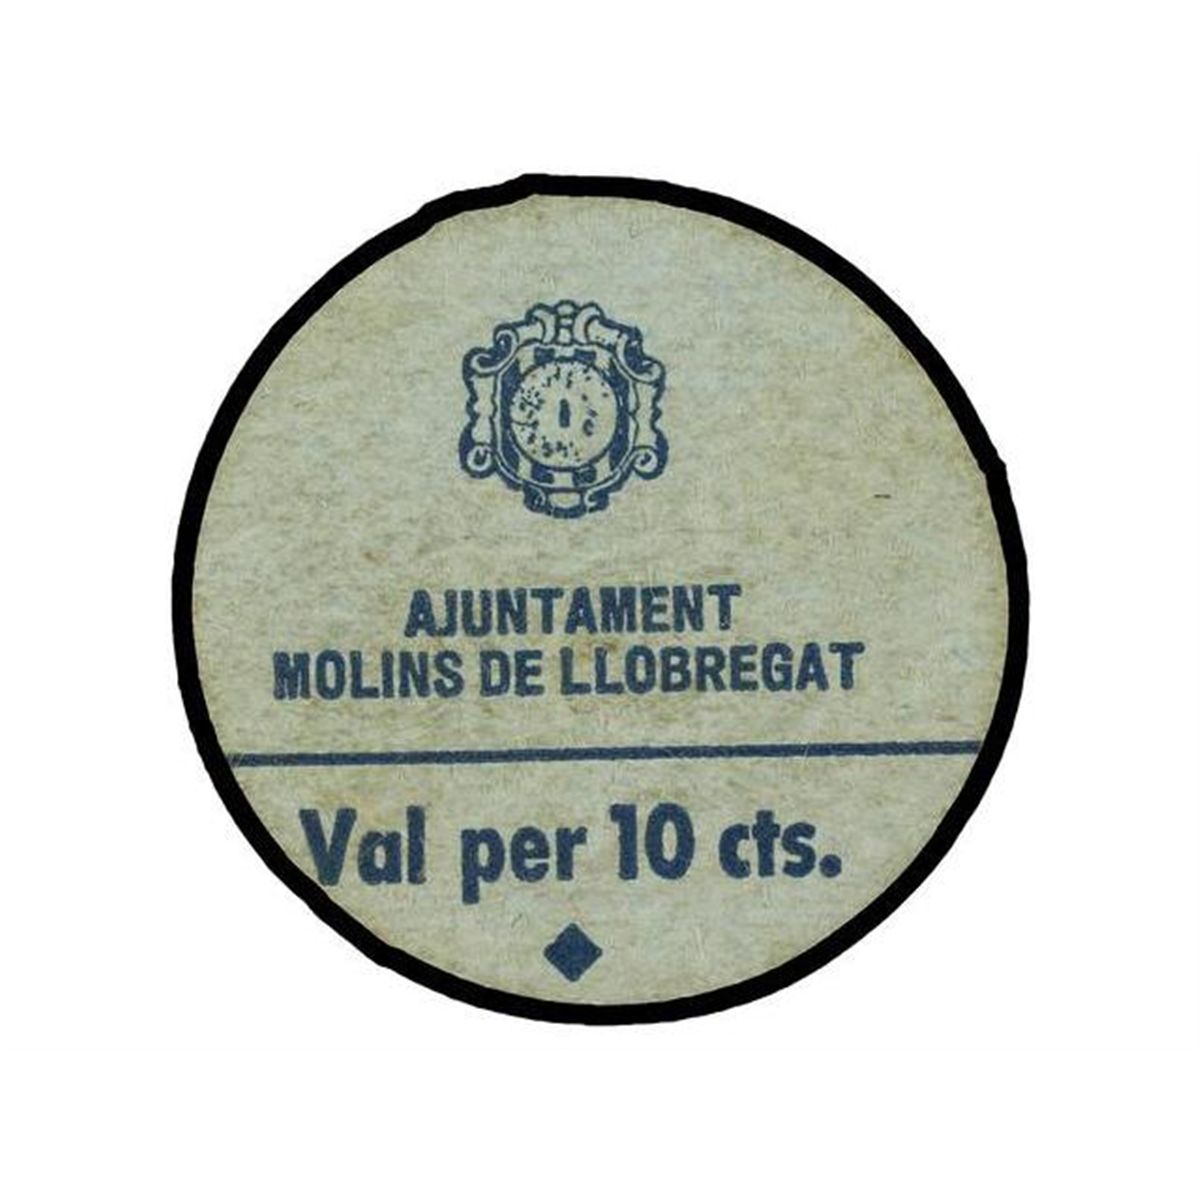 AJUNTAMENT
MOLINS DE LLOBREGAT
Val per 10 cts.